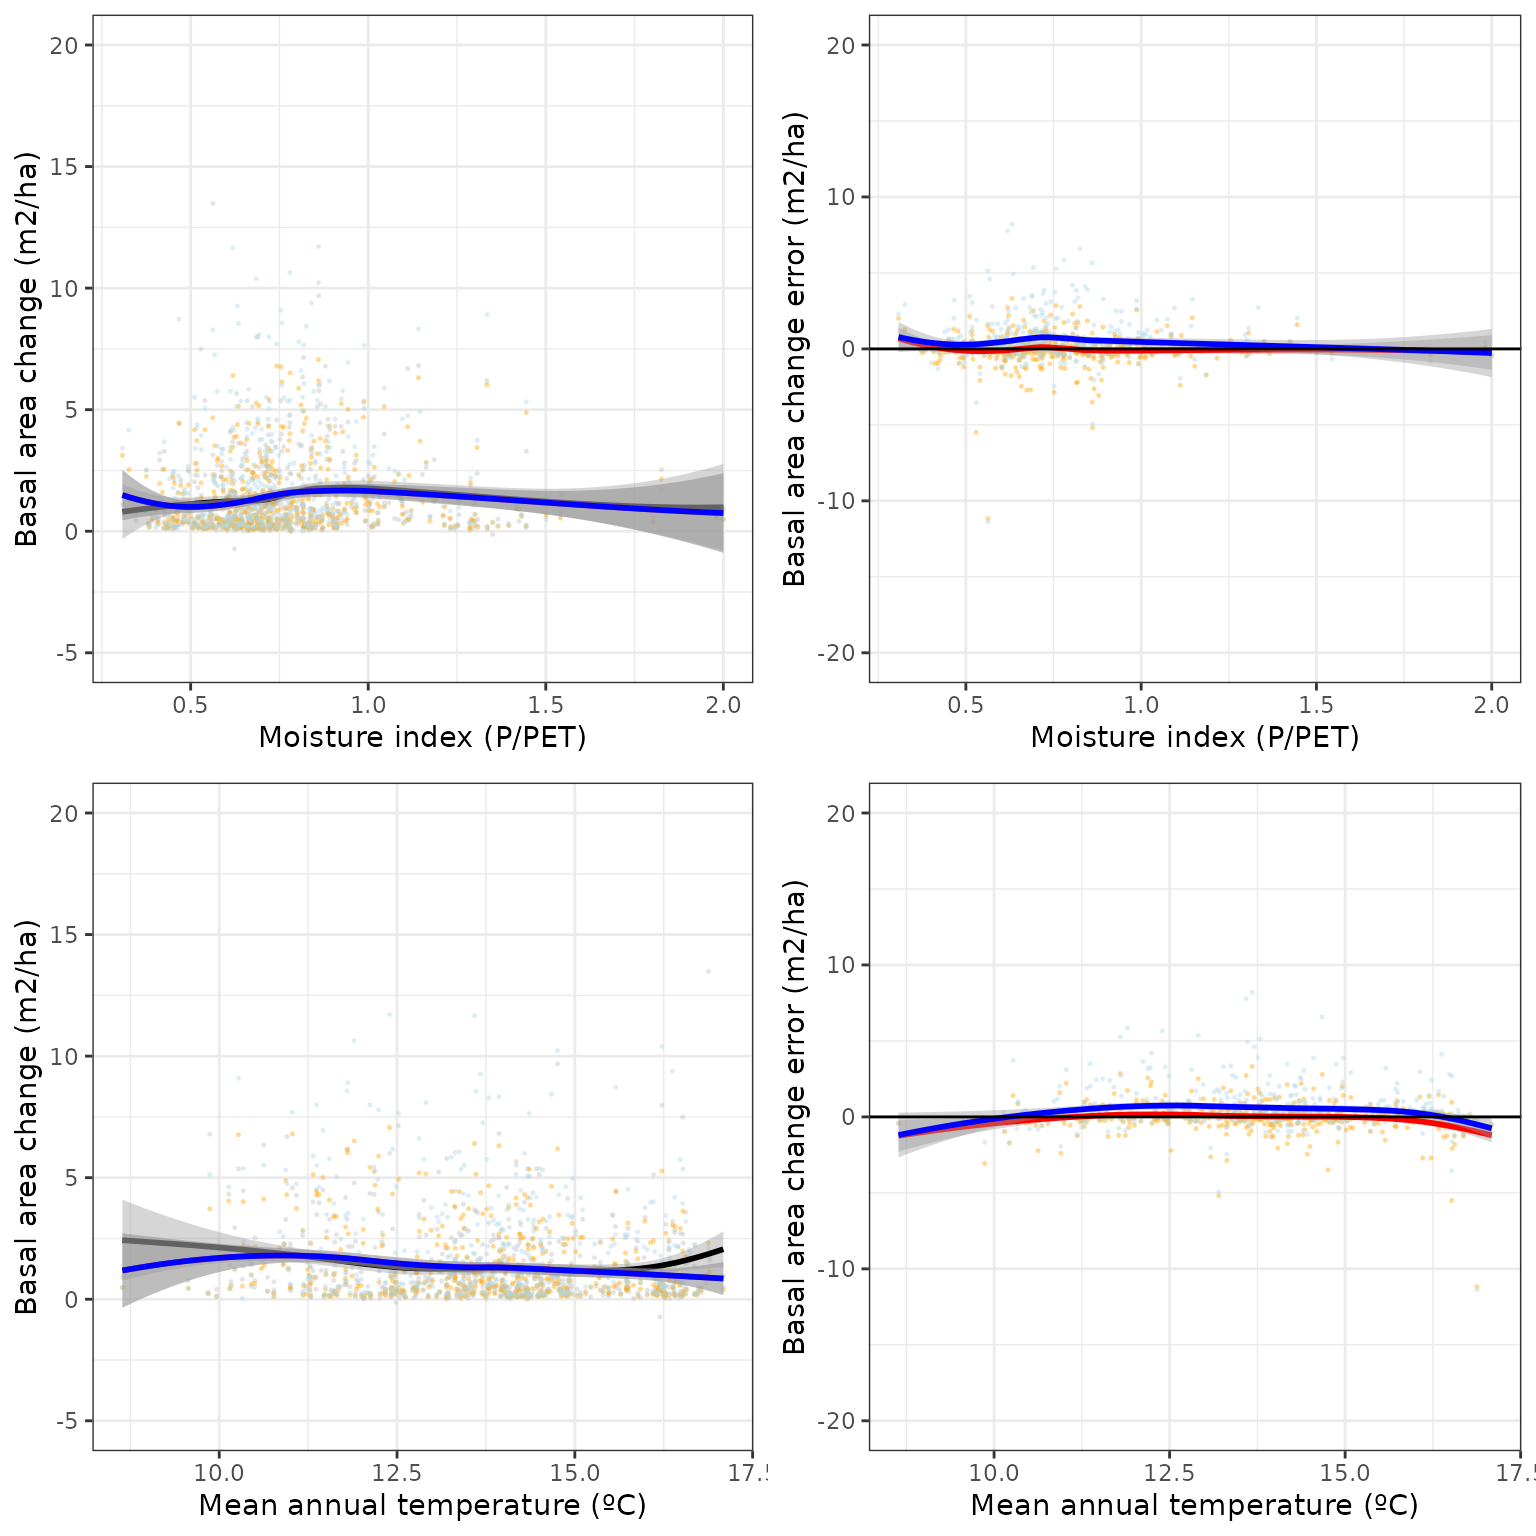 20
15
10
5
0
-5
Basal area change (m2/ha)
0.5 1.0 1.5 2.0
Moisture index (P/PET)
20
10
0
-10
-20
Basal area change error (m2/ha)
0.5 1.0 1.5 2.0
Moisture index (P/PET)
20
15
10
5
0
-5
Basal area change (m2/ha)
10.0 12.5 15.0 17.5
Mean annual temperature (ºC)
20
10
0
-10
-20
Basal area change error (m2/ha)
10.0 12.5 15.0 17.5
Mean annual temperature (ºC)